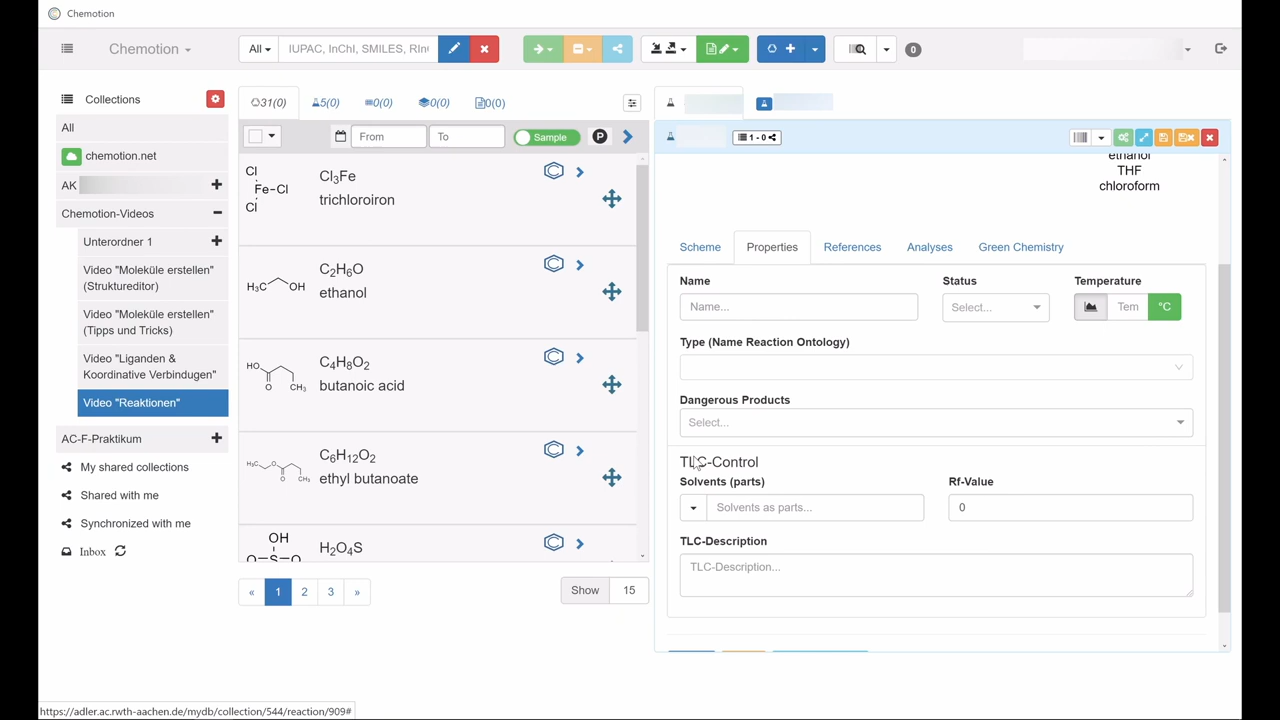 Chemotion
Chemotion
All
IUPAC, InChI, SMILES, RInC
0
Collections
All
chemotion.net
AK
Chemotion-Videos
Unterordner 1
Video "Moleküle erstellen"
(Struktureditor)
Video "Moleküle erstellen"
(Tipps und Tricks)
Video "Liganden &
Koordinative Verbindugen"
Video "Reaktionen"
AC-F-Praktikum
My shared collections
Shared with me
Synchronized with me
Inbox
31(0)
5(0)
0(0)
0(0)
0(0)
From
To
Sample
P
Cl
Fe-Cl
Cl
Cl3Fe
trichloroiron
H3C
OH
C2H6O
ethanol
HO
O
CH3
C4H8O2
butanoic acid
H3C
O
O
CH3
C6H12O2
ethyl butanoate
OH
O-S-O
H2O4S
«
1
2
3
»
Show
15
1 - 0
ethanol
THF
chloroform
Scheme
Properties
References
Analyses
Green Chemistry
Name
Name...
Status
Select...
Temperature
Tem
°C
Type (Name Reaction Ontology)
Dangerous Products
Select...
TLC-Control
Solvents (parts)
Solvents as parts...
Rf-Value
0
TLC-Description
TLC-Description...
https://adler.ac.rwth-aachen.de/mydb/collection/544/reaction/909#